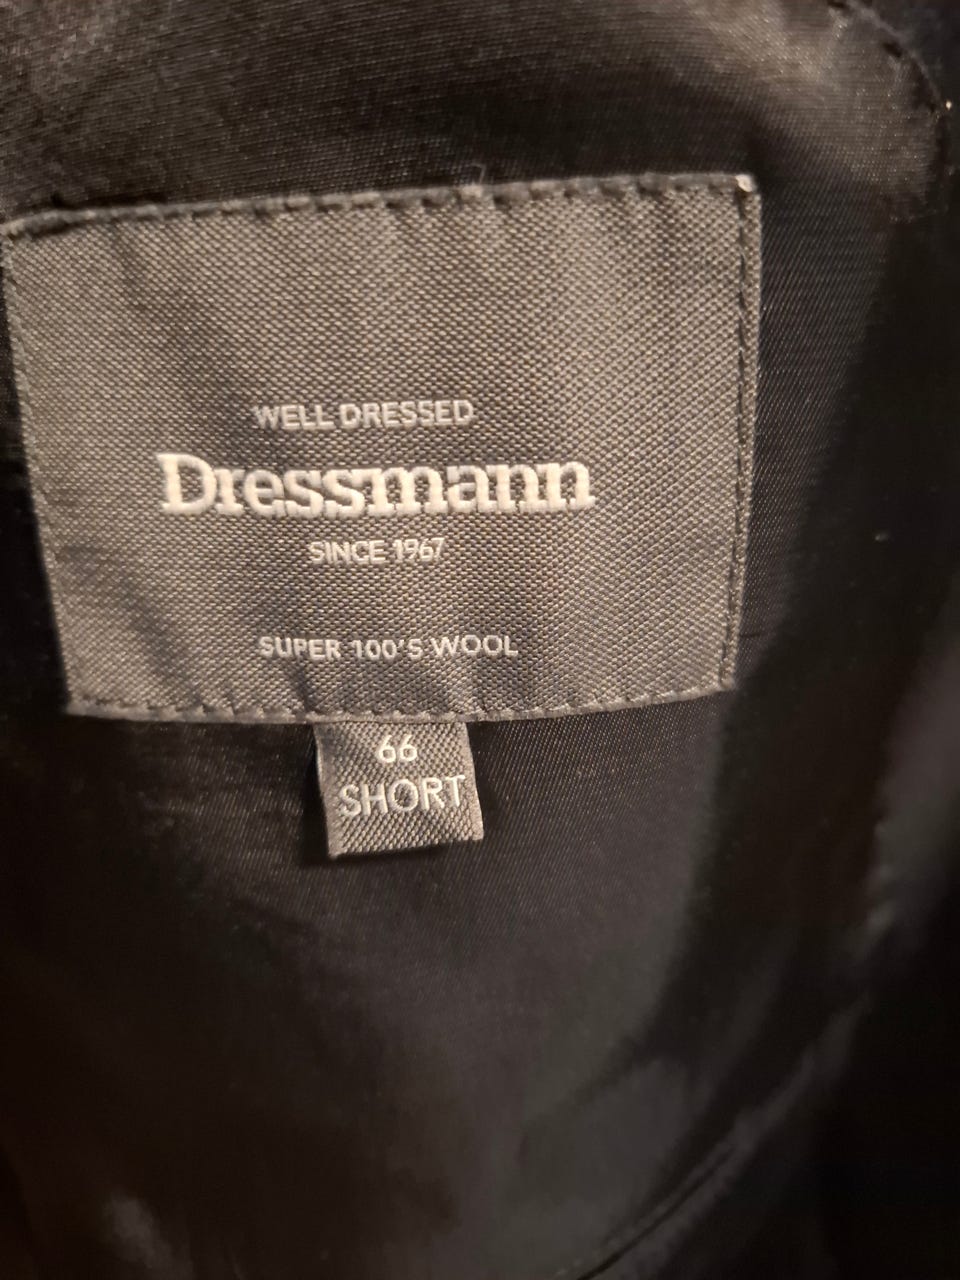 WELL DRESSED
Dressmann
SINCE 1967
SUPER 100'S WOOL
66
SHORT